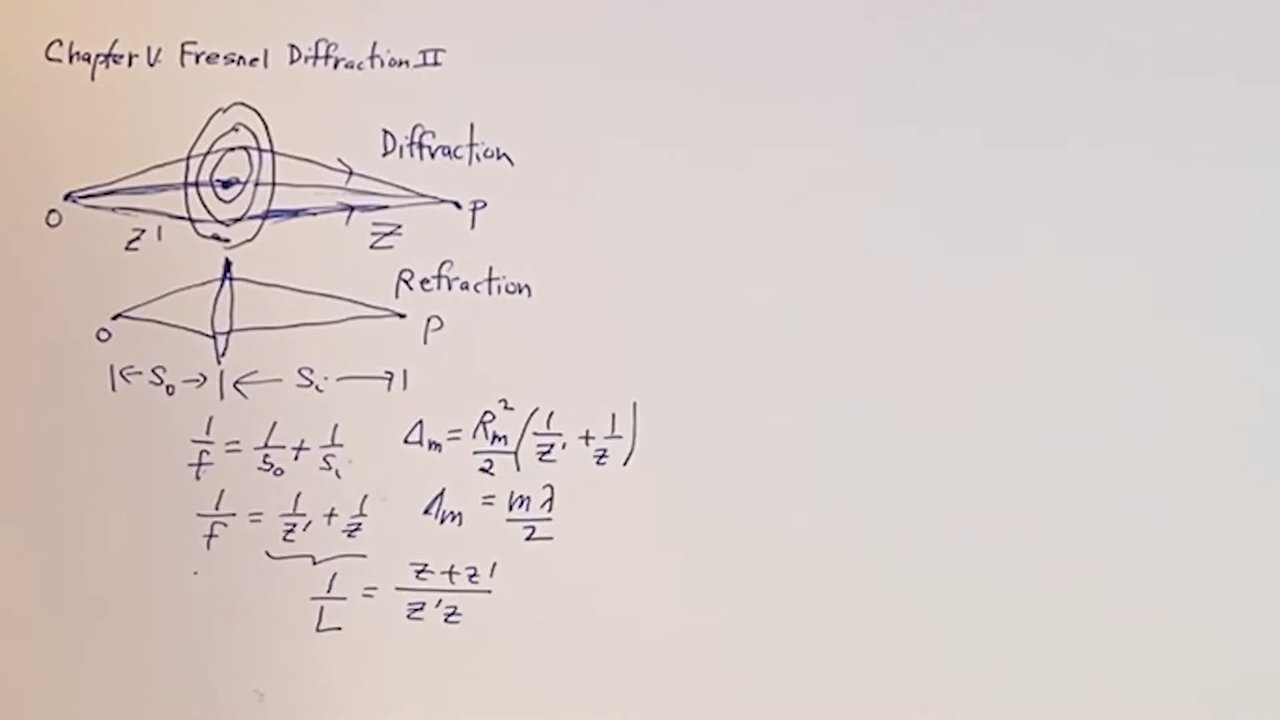 Chapter V. Fresnel Diffraction II
Diffraction
O
P
z'
z
Refraction
O
P
|← S₀ →|← Sᵢ →|
1/f = 1/S₀ + 1/Sᵢ   Δm = Rm²/2 (1/z' + 1/z)
1/f = 1/z' + 1/z   Δm = mλ/2
1/L = z+z'/z'z